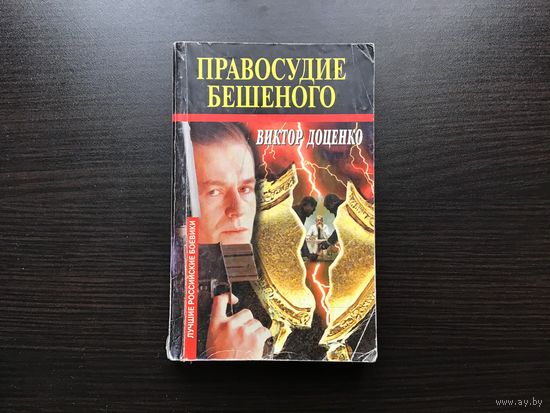 ПРАВОСУДИЕ
БЕШЕНОГО
ВИКТОР ДОЦЕНКО
ЛУЧШИЕ РОССИЙСКИЕ БОЕВИКИ
www.ay.by